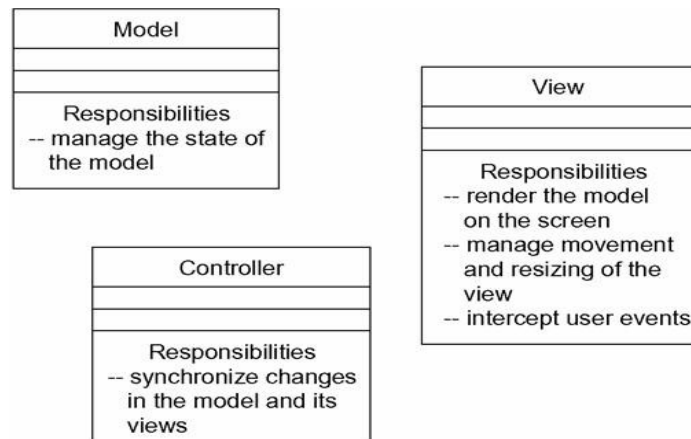 Model
Responsibilities
-- manage the state of
the model
View
Responsibilities
-- render the model
on the screen
-- manage movement
and resizing of the
view
-- intercept user events
Controller
Responsibilities
-- synchronize changes
in the model and its
views